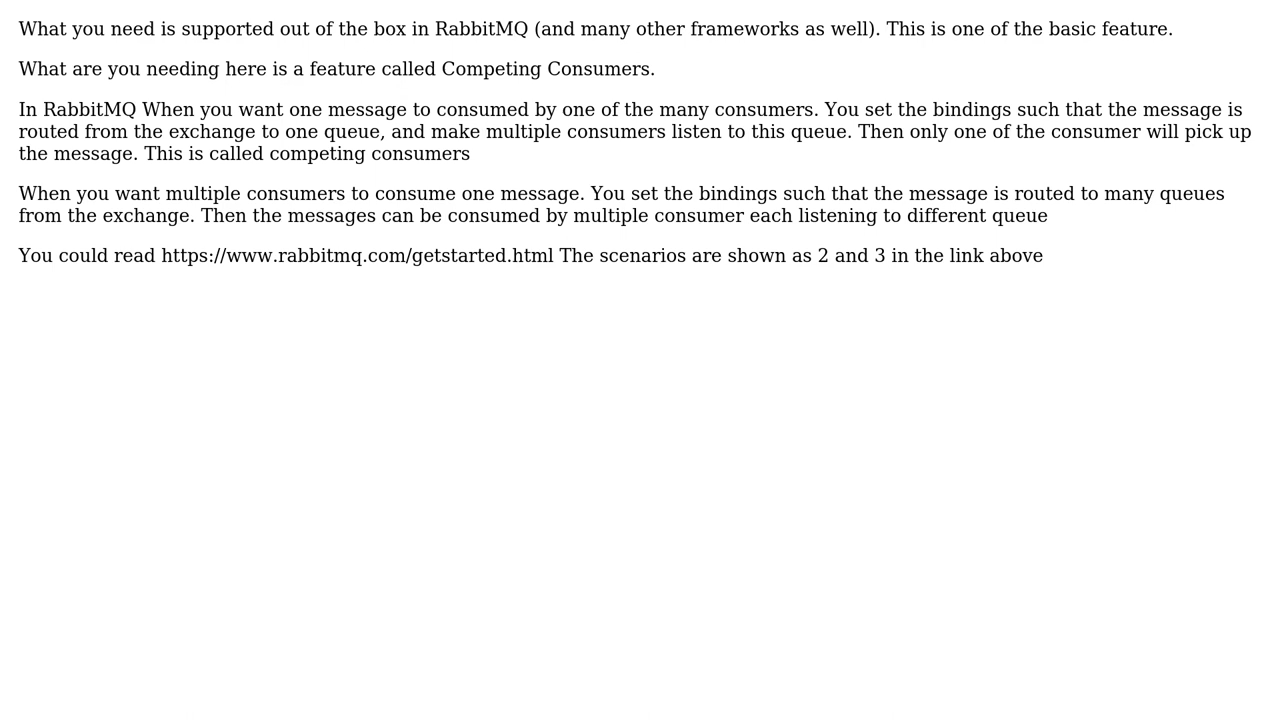 What you need is supported out of the box in RabbitMQ (and many other frameworks as well). This is one of the basic feature.
What are you needing here is a feature called Competing Consumers.
In RabbitMQ When you want one message to consumed by one of the many consumers. You set the bindings such that the message is
routed from the exchange to one queue, and make multiple consumers listen to this queue. Then only one of the consumer will pick up
the message. This is called competing consumers
When you want multiple consumers to consume one message. You set the bindings such that the message is routed to many queues
from the exchange. Then the messages can be consumed by multiple consumer each listening to different queue
You could read https://www.rabbitmq.com/getstarted.html The scenarios are shown as 2 and 3 in the link above